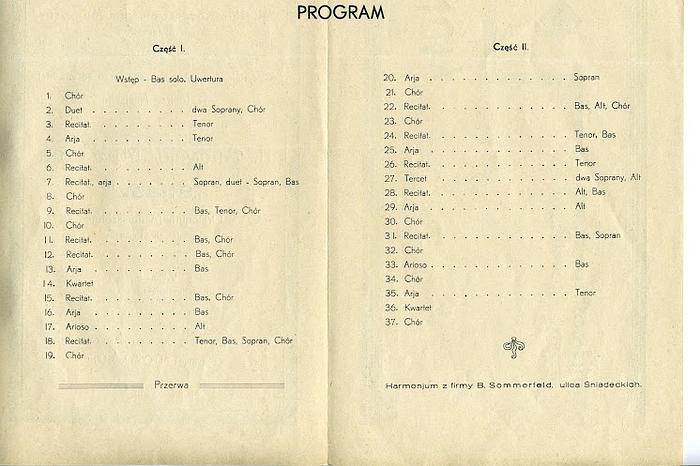 PROGRAM
Część I.
Wstęp - Bas solo, Uwertura
1. Chór
2. Duet . . . . . . . . . dwa Soprany, Chór
3. Recitat. . . . . . . . . Tenor
4. Arja . . . . . . . . . Tenor
5. Chór
6. Recitat. . . . . . . . . Alt
7. Recitat., arja . . . . . . . Sopran, duet - Sopran, Bas
8. Chór
9. Recitat. . . . . . . . . Bas, Tenor, Chór
10. Chór
11. Recitat. . . . . . . . . Bas, Chór
12. Recitat. . . . . . . . . Bas, Chór
13. Arja . . . . . . . . . Bas
14. Kwartet
15. Recitat. . . . . . . . . Bas, Chór
16. Arja . . . . . . . . . Bas
17. Arioso . . . . . . . . . Alt
18. Recitat. . . . . . . . . Tenor, Bas, Sopran, Chór
19. Chór
Przerwa
Część II.
20. Arja . . . . . . . . . . . . . Sopran
21. Chór
22. Recitat. . . . . . . . . . . . . Bas, Alt, Chór
23. Chór
24. Recitat. . . . . . . . . . . . . Tenor, Bas
25. Arja . . . . . . . . . . . . . Bas
26. Recitat. . . . . . . . . . . . . Tenor
27. Tercet . . . . . . . . . . . . . dwa Soprany, Alt
28. Recitat. . . . . . . . . . . . . Alt, Bas
29. Arja . . . . . . . . . . . . . Alt
30. Chór
31. Recitat. . . . . . . . . . . . . Bas, Sopran
32. Chór
33. Arioso . . . . . . . . . . . . . Bas
34. Chór
35. Arja . . . . . . . . . . . . . Tenor
36. Kwartet
37. Chór
Harmonjum z firmy B. Sommerfeld, ulica Śniadeckich.